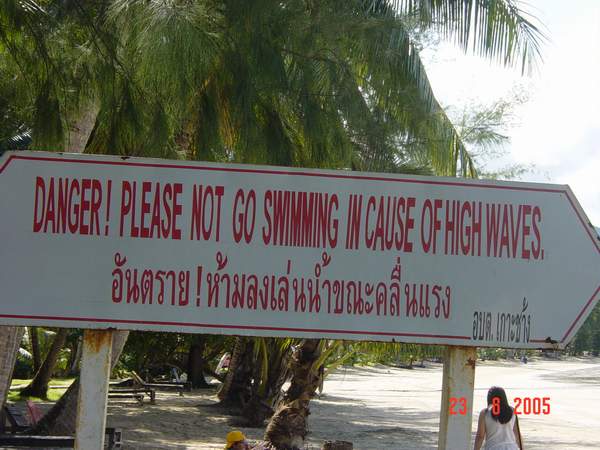 DANGER! PLEASE NOT GO SWIMMING IN CAUSE OF HIGH WAVES.
อันตราย!ห้ามลงเล่นน้ำขณะคลื่นแรง
อบต.เกาะช้าง
23 8 2005